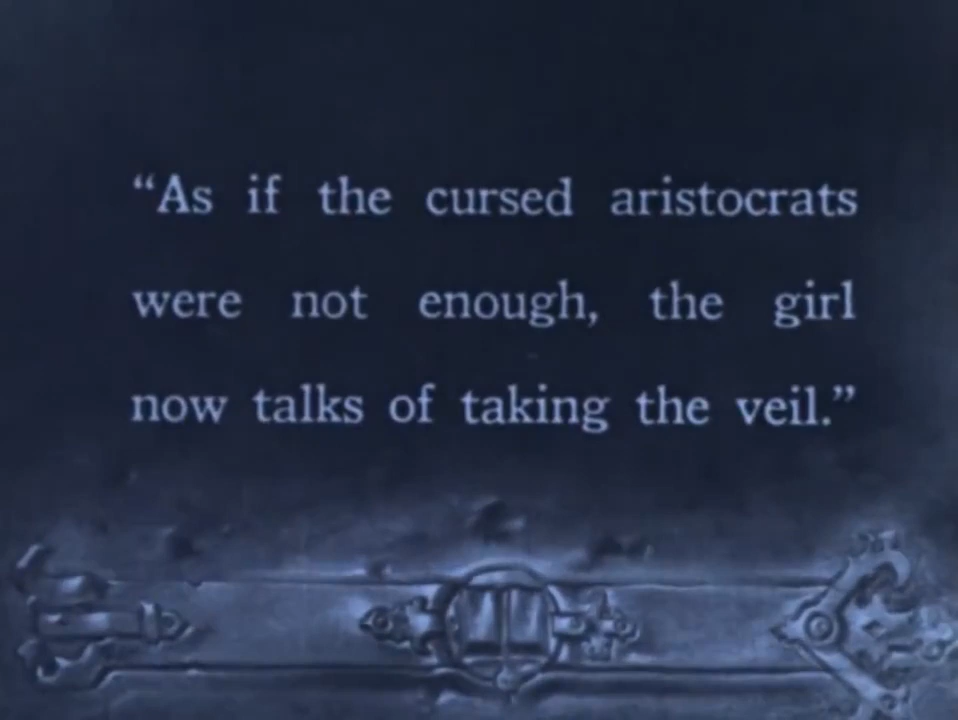 “As if the cursed aristocrats
were not enough, the girl
now talks of taking the veil.”